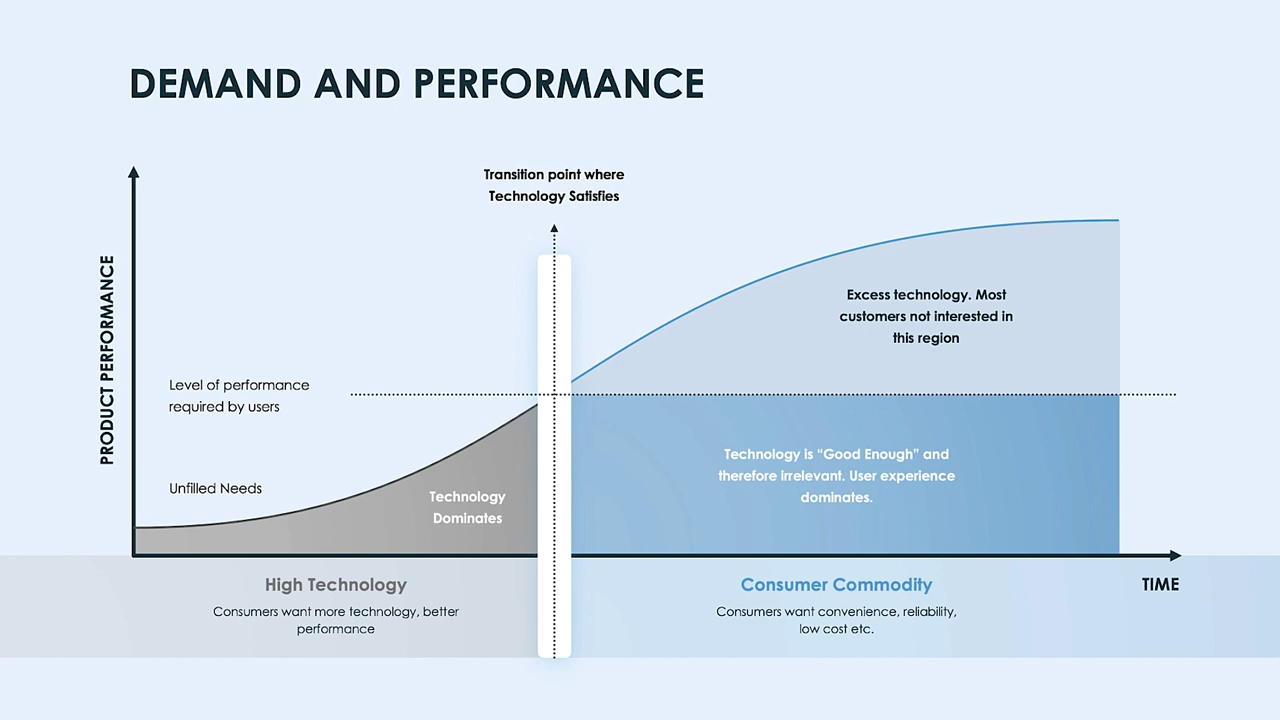 DEMAND AND PERFORMANCE
Transition point where
Technology Satisfies
PRODUCT PERFORMANCE
Excess technology. Most
customers not interested in
this region
Level of performance
required by users
Technology is “Good Enough” and
therefore irrelevant. User experience
dominates.
Unfilled Needs
Technology
Dominates
High Technology
Consumers want more technology, better
performance
Consumer Commodity
Consumers want convenience, reliability,
low cost etc.
TIME